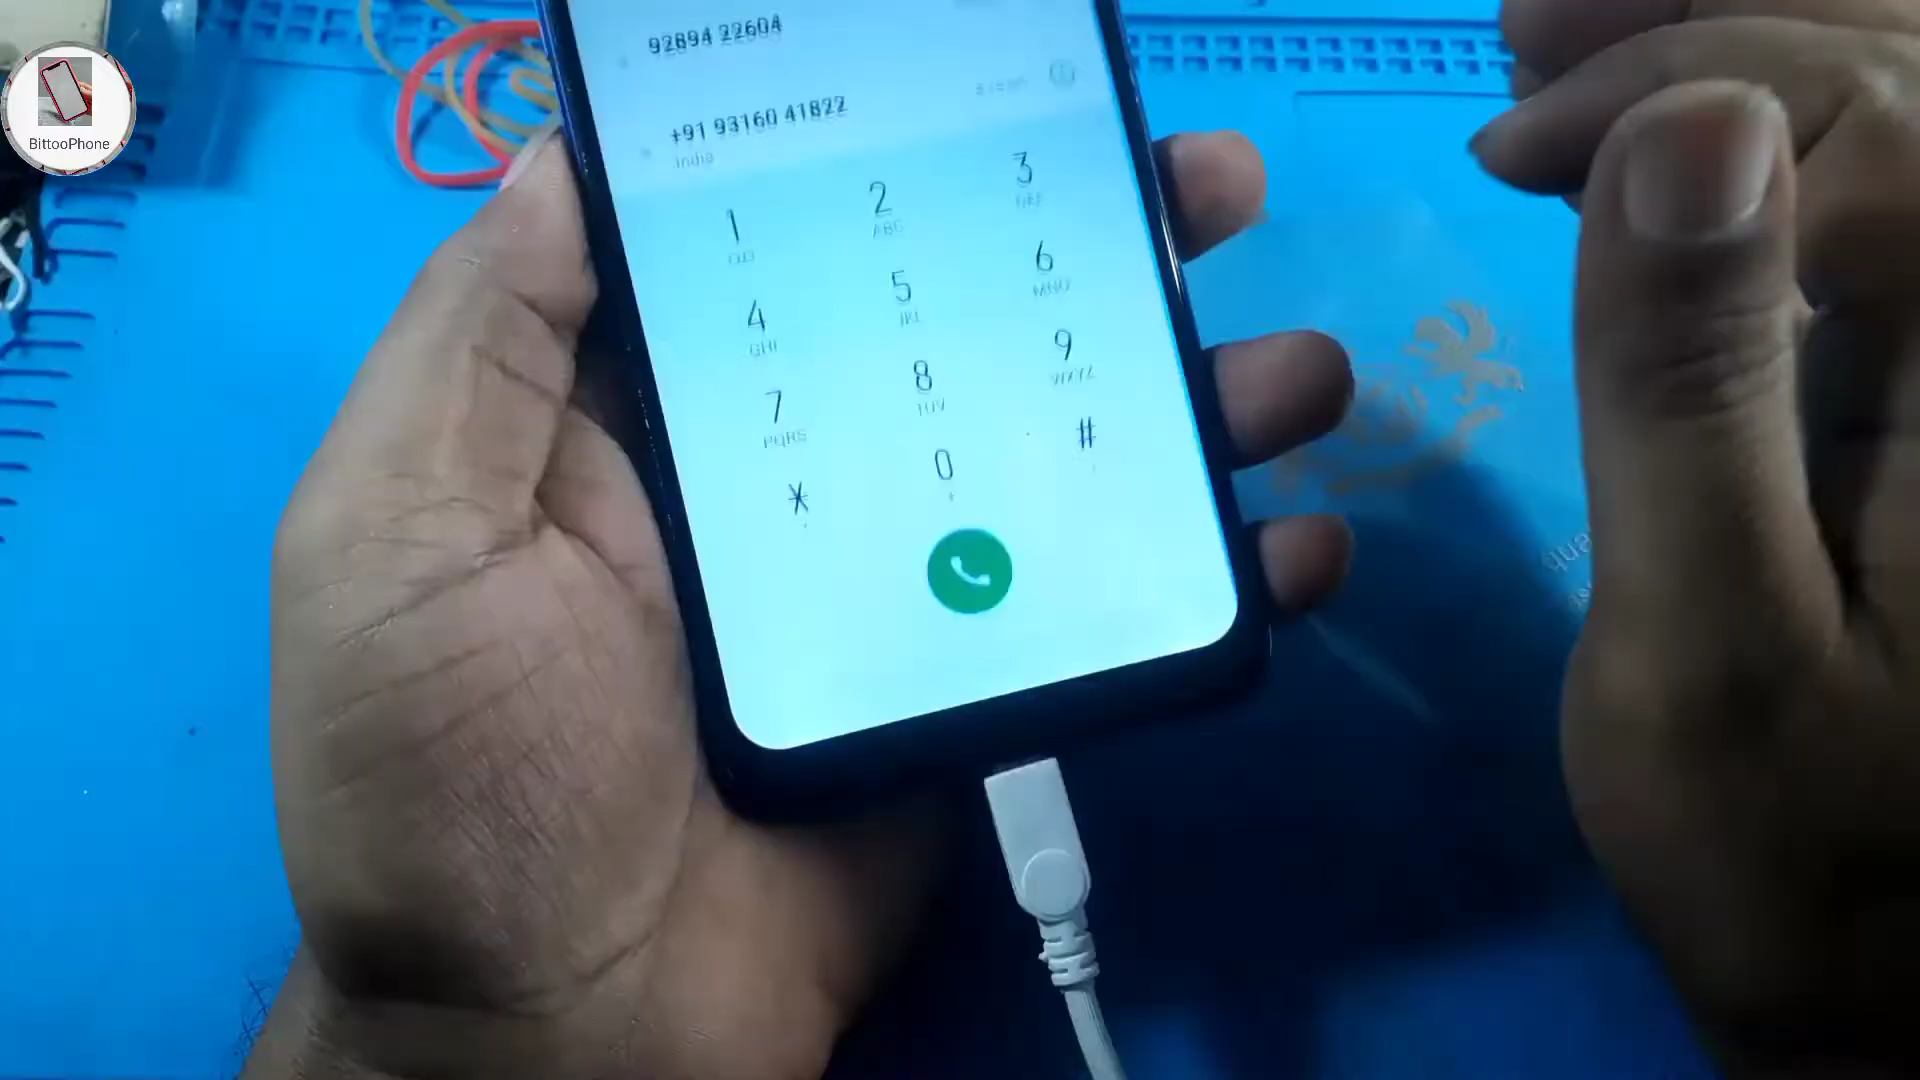 BittooPhone
92894 22604
+91 93160 41822
India
1
2
ABC
3
DEF
4
GHI
5
JKL
6
MNO
7
PQRS
8
TUV
9
WXYZ
*
0
+
#